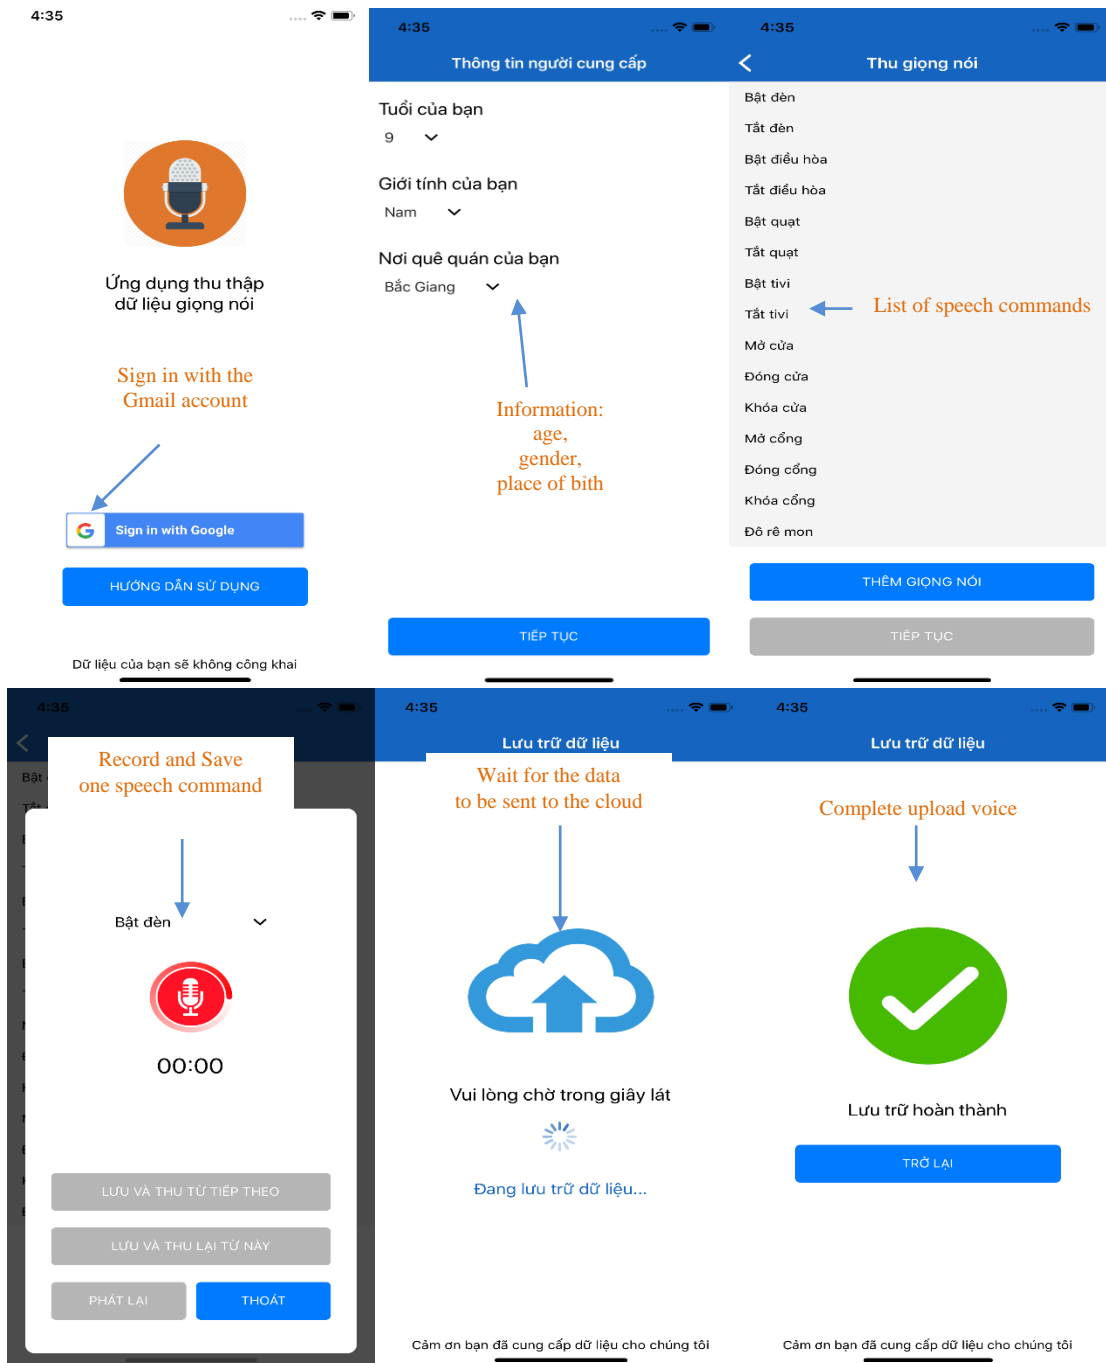 4:35
Ứng dụng thu thập
dữ liệu giọng nói
Sign in with the
Gmail account
Sign in with Google
HƯỚNG DẪN SỬ DỤNG
Dữ liệu của bạn sẽ không công khai
4:35
Thông tin người cung cấp
Tuổi của bạn
9
Giới tính của bạn
Nam
Nơi quê quán của bạn
Bắc Giang
Information:
age,
gender,
place of bith
TIẾP TỤC
4:35
Thu giọng nói
Bật đèn
Tắt đèn
Bật điều hòa
Tắt điều hòa
Bật quạt
Tắt quạt
Bật tivi
Tắt tivi
List of speech commands
Mở cửa
Đóng cửa
Khóa cửa
Mở cổng
Đóng cổng
Khóa cổng
Đô rê mon
THÊM GIỌNG NÓI
TIẾP TỤC
4:35
Record and Save
one speech command
Bật
Bật đèn
00:00
LƯU VÀ THU TỪ TIẾP THEO
LƯU VÀ THU LẠI TỪ NÀY
PHÁT LẠI
THOÁT
4:35
Lưu trữ dữ liệu
Wait for the data
to be sent to the cloud
Vui lòng chờ trong giây lát
Đang lưu trữ dữ liệu...
Cảm ơn bạn đã cung cấp dữ liệu cho chúng tôi
4:35
Lưu trữ dữ liệu
Complete upload voice
Lưu trữ hoàn thành
TRỞ LẠI
Cảm ơn bạn đã cung cấp dữ liệu cho chúng tôi